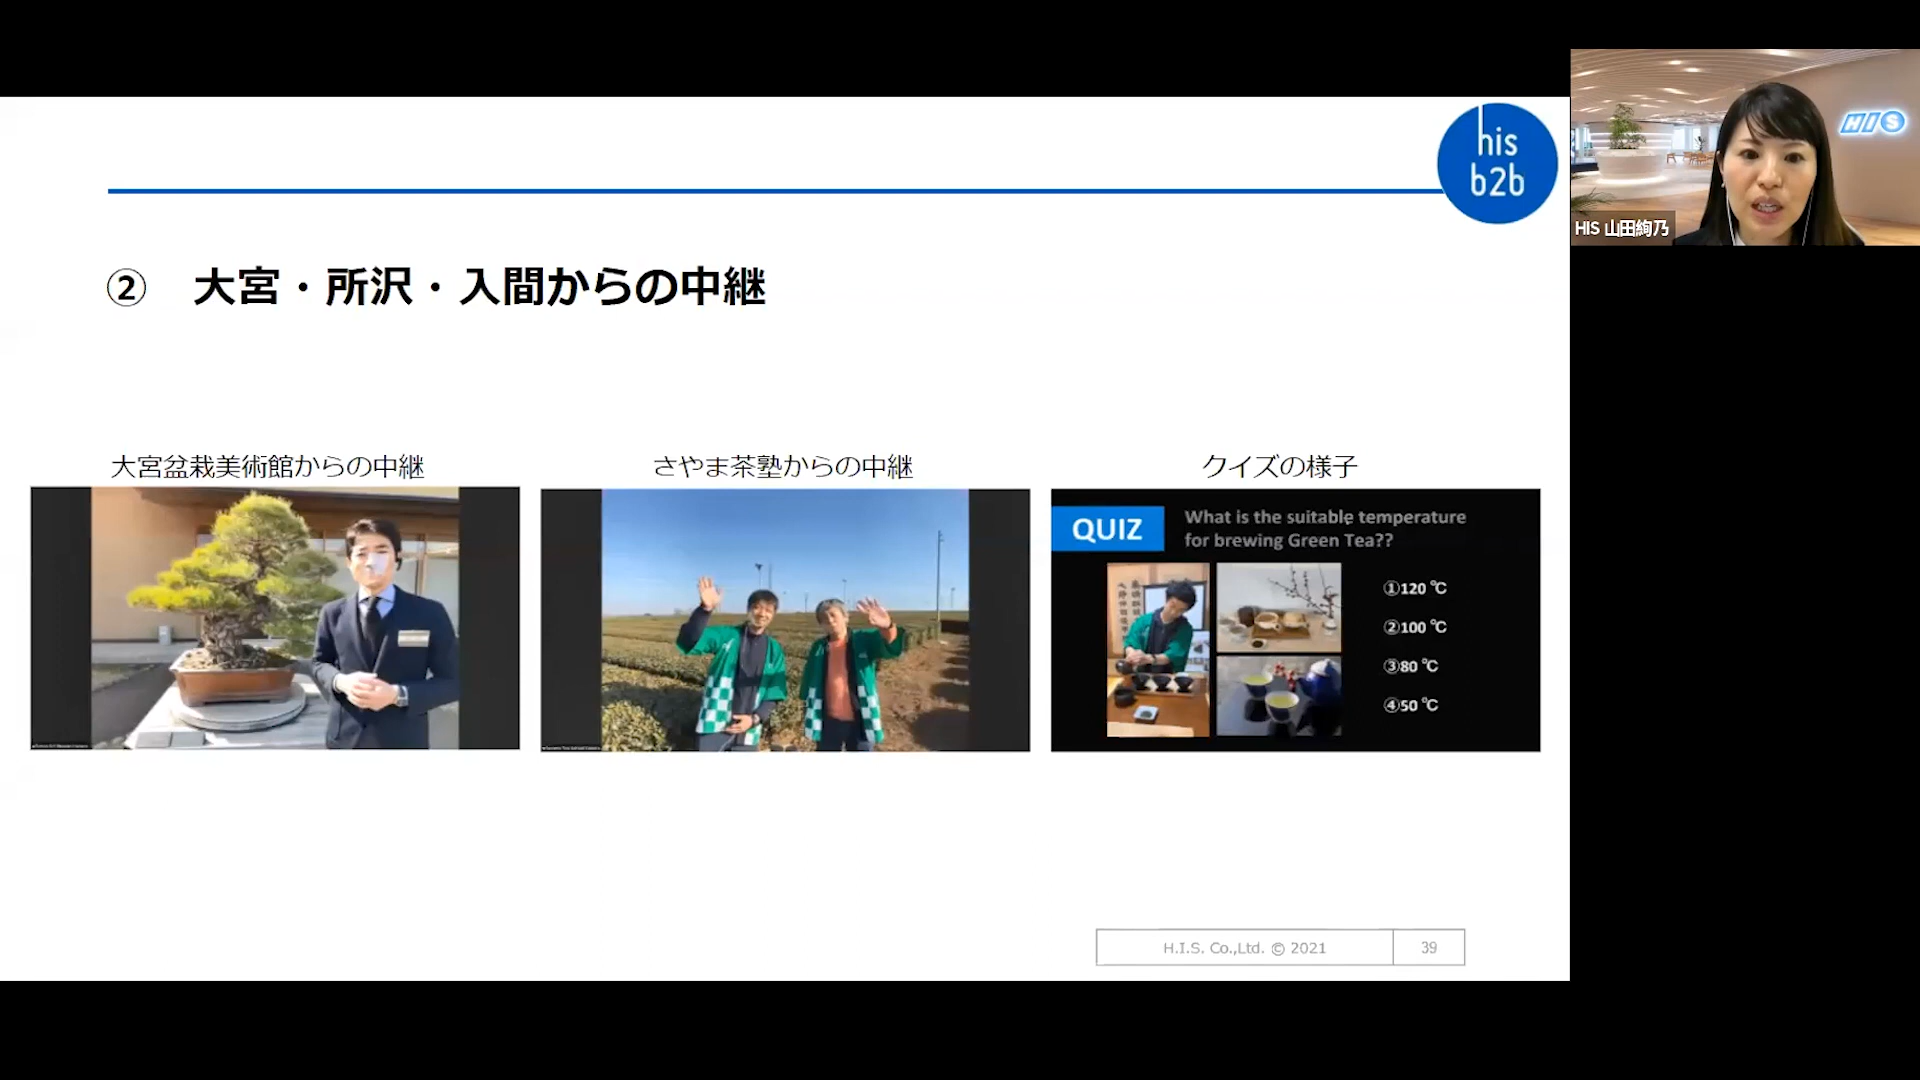 his
b2b
HIS
HIS 山田絢乃
② 大宮・所沢・入間からの中継
大宮盆栽美術館からの中継
さやま茶塾からの中継
クイズの様子
QUIZ
What is the suitable temperature
for brewing Green Tea??
①120 ℃
②100 ℃
③80 ℃
④50 ℃
H.I.S. Co.,Ltd. © 2021
39